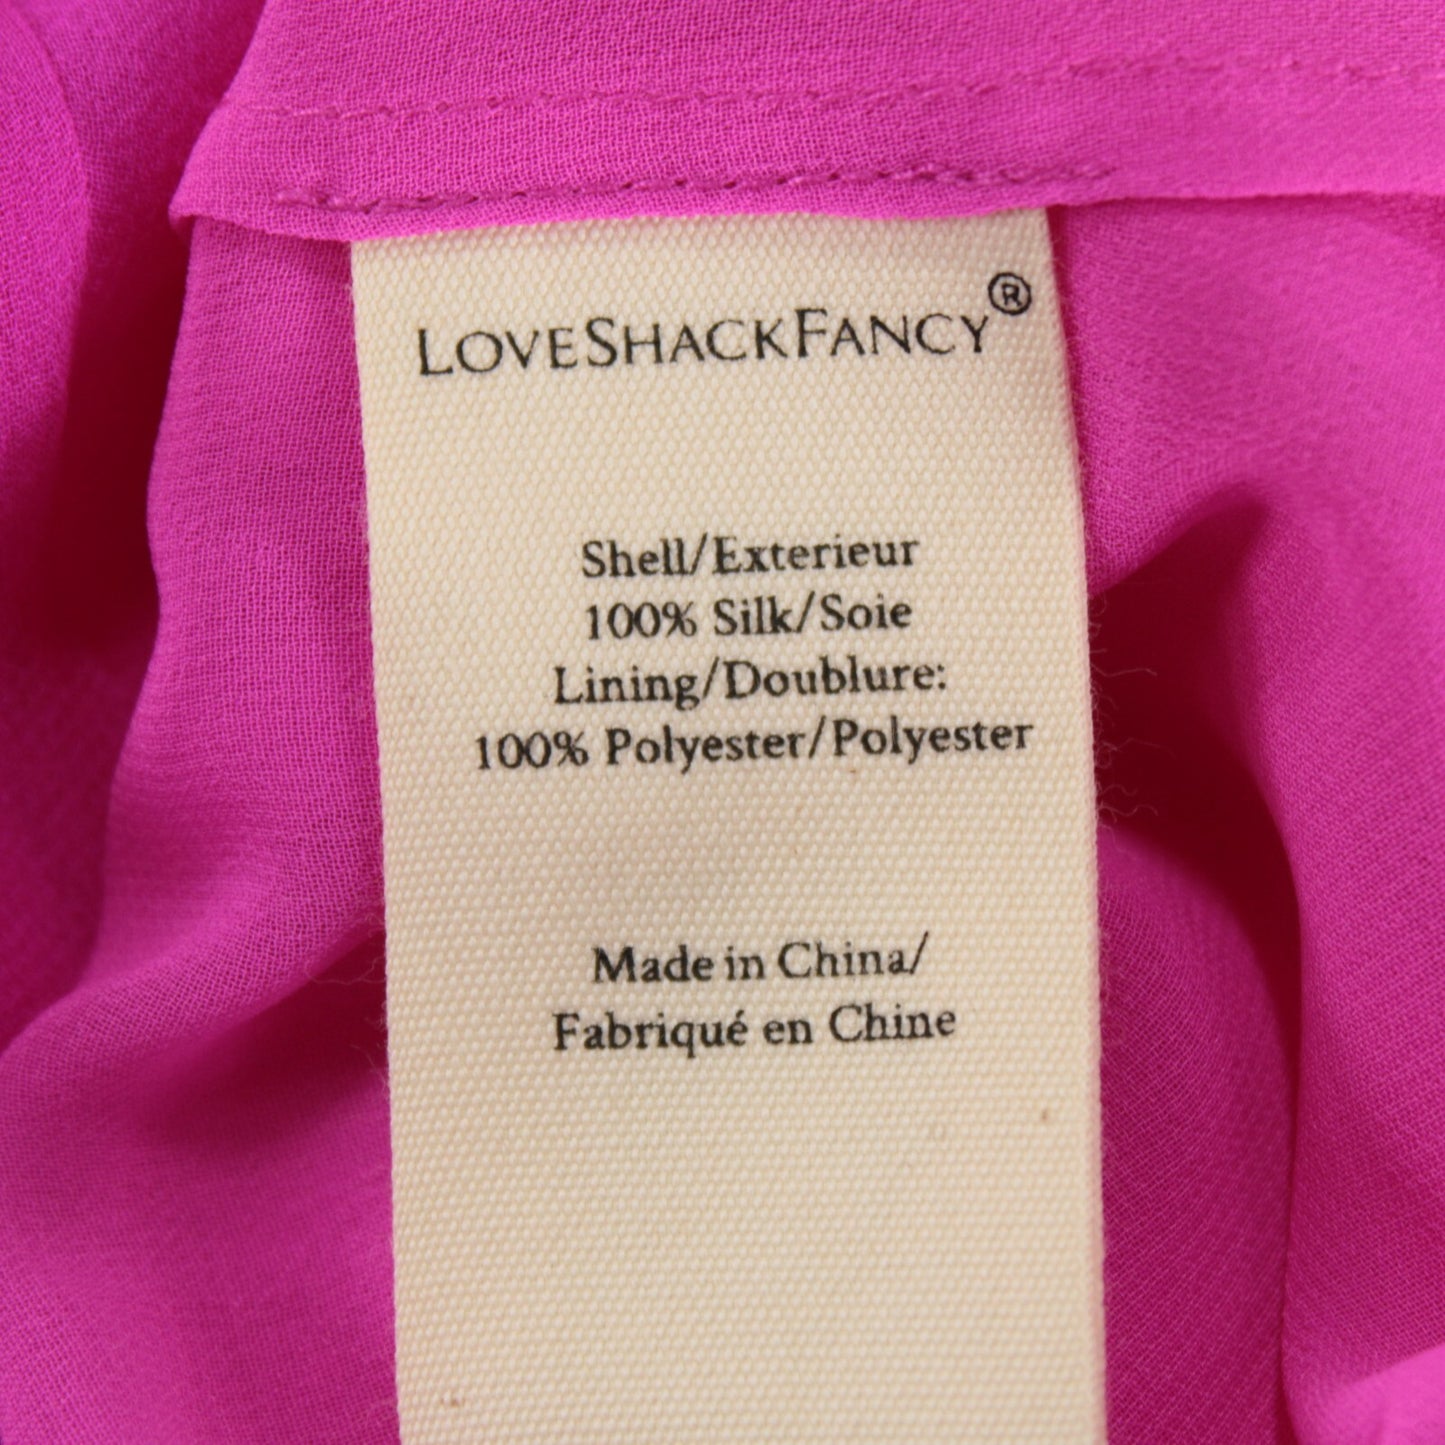 LOVESHACKFANCY®
Shell/Exterieur
100% Silk/Soie
Lining/Doublure:
100% Polyester/Polyester
Made in China/
Fabriqué en Chine